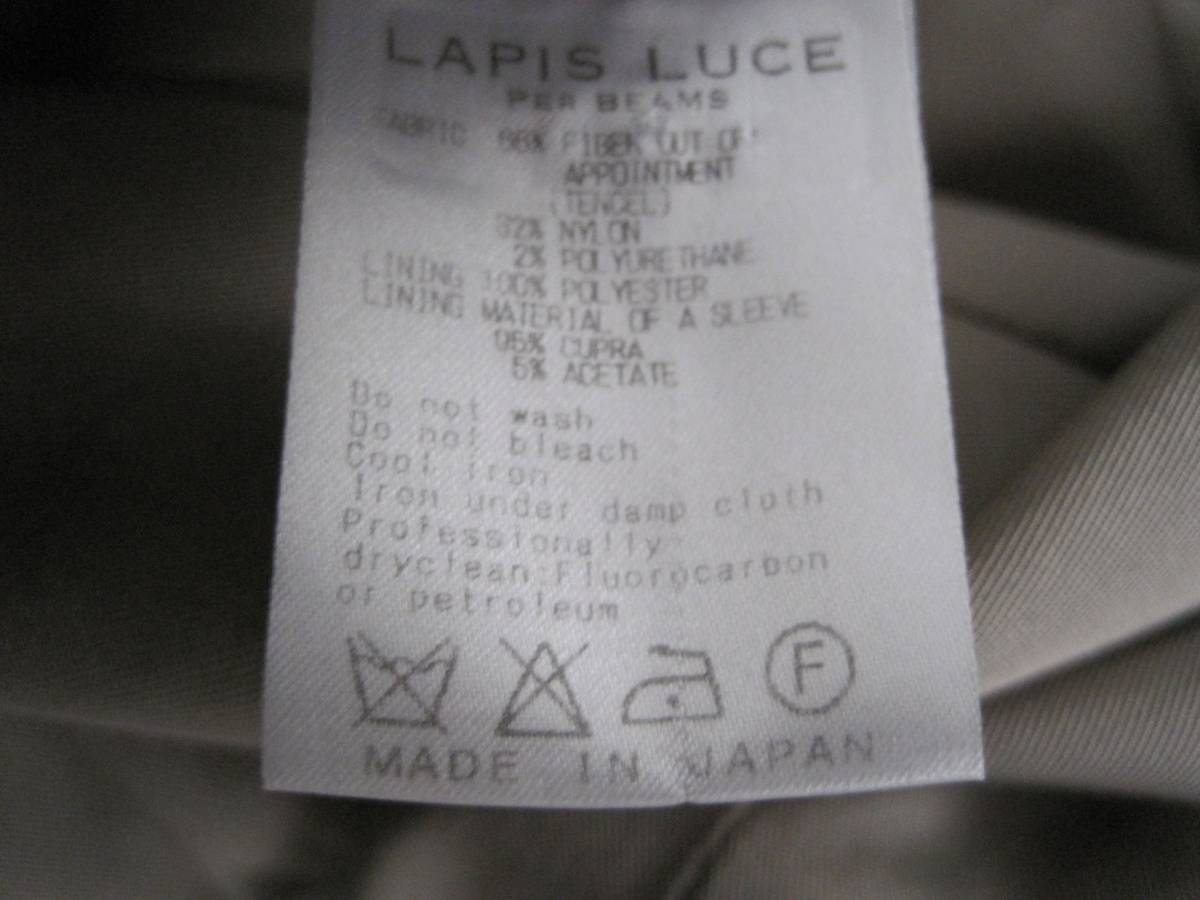 LAPIS LUCE
PER BEAMS
FABRIC 66% FIBER OUT OF
APPOINTMENT
(TENCEL)
32% NYLON
2% POLYURETHANE
LINING 100% POLYESTER
LINING MATERIAL OF A SLEEVE
95% CUPRA
5% ACETATE
Do not wash
Do not bleach
Cool iron
Iron under damp cloth
Professionally
dryclean:Fluorocarbon
or petroleum
F
MADE IN JAPAN